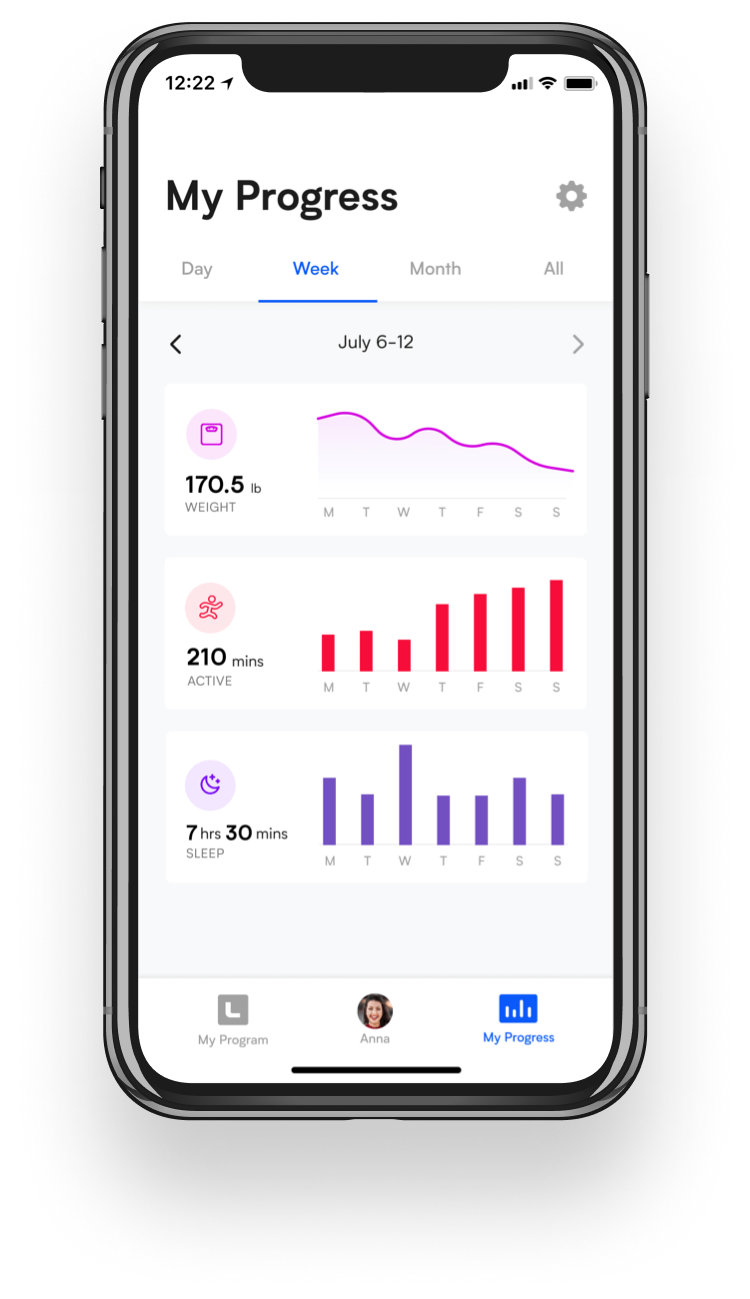 12:22
My Progress
Day Week Month All
July 6-12
170.5 lb
WEIGHT
M T W T F S S
210 mins
ACTIVE
M T W T F S S
7 hrs 30 mins
SLEEP
M T W T F S S
My Program Anna My Progress